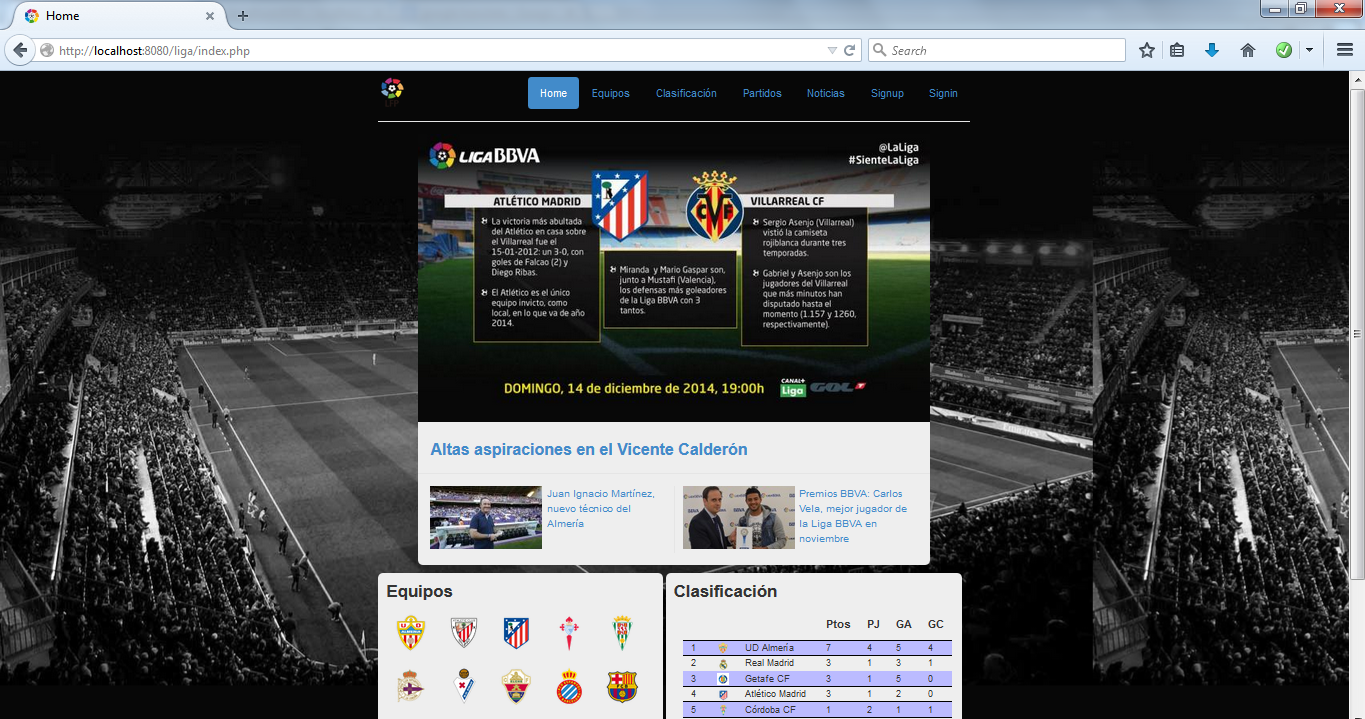 Home
http://localhost:8080/liga/index.php
Search
Home Equipos Clasificación Partidos Noticias Signup Signin
LIGA BBVA
@LaLiga
#SienteLaLiga
ATLÉTICO MADRID
VILLARREAL CF
La victoria más abultada
del Atlético en casa sobre
el Villarreal fue el
15-01-2012: un 3-0, con
goles de Falcao (2) y
Diego Ribas.
El Atlético es el único
equipo invicto, como
local, en lo que va de año
2014.
Miranda y Mario Gaspar son,
junto a Mustafi (Valencia),
los defensas más goleadores
de la Liga BBVA con 3
tantos.
Sergio Asenjo (Villarreal)
vistió la camiseta
rojiblanca durante tres
temporadas.
Gabriel y Asenjo son los
jugadores del Villarreal
que más minutos han
disputado hasta el
momento (1.157 y 1260,
respectivamente).
DOMINGO, 14 de diciembre de 2014, 19:00h
CANAL+
Liga
GOL T
Altas aspiraciones en el Vicente Calderón
Juan Ignacio Martínez,
nuevo técnico del
Almería
Premios BBVA: Carlos
Vela, mejor jugador de
la Liga BBVA en
noviembre
Equipos
Clasificación
Ptos PJ GA GC
1 UD Almería 7 4 5 4
2 Real Madrid 3 1 3 1
3 Getafe CF 3 1 5 0
4 Atlético Madrid 3 1 2 0
5 Córdoba CF 1 2 1 1